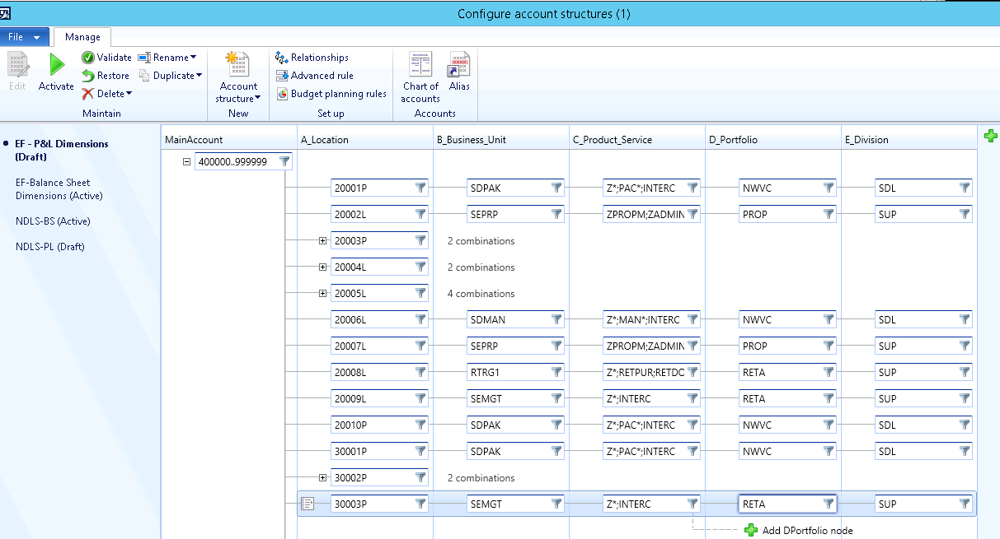 Configure account structures (1)
File
Manage
Edit
Activate
Validate
Restore
Delete
Rename
Duplicate
Maintain
Account
structure
New
Relationships
Advanced rule
Budget planning rules
Set up
Chart of
accounts
Alias
Accounts
EF - P&L Dimensions
(Draft)
EF-Balance Sheet
Dimensions (Active)
NDLS-BS (Active)
NDLS-PL (Draft)
MainAccount A_Location B_Business_Unit C_Product_Service D_Portfolio E_Division
400000..999999
20001P SDPAK Z*;PAC*;INTERC NWVC SDL
20002L SEPRP ZPROPM;ZADMIN PROP SUP
20003P 2 combinations
20004L 2 combinations
20005L 4 combinations
20006L SDMAN Z*;MAN*;INTERC NWVC SDL
20007L SEPRP ZPROPM;ZADMIN PROP SUP
20008L RTRG1 Z*;RETPUR;RETDC RETA SUP
20009L SEMGT Z*;INTERC RETA SUP
20010P SDPAK Z*;PAC*;INTERC NWVC SDL
30001P SDPAK Z*;PAC*;INTERC NWVC SDL
30002P 2 combinations
30003P SEMGT Z*;INTERC RETA SUP
Add DPortfolio node